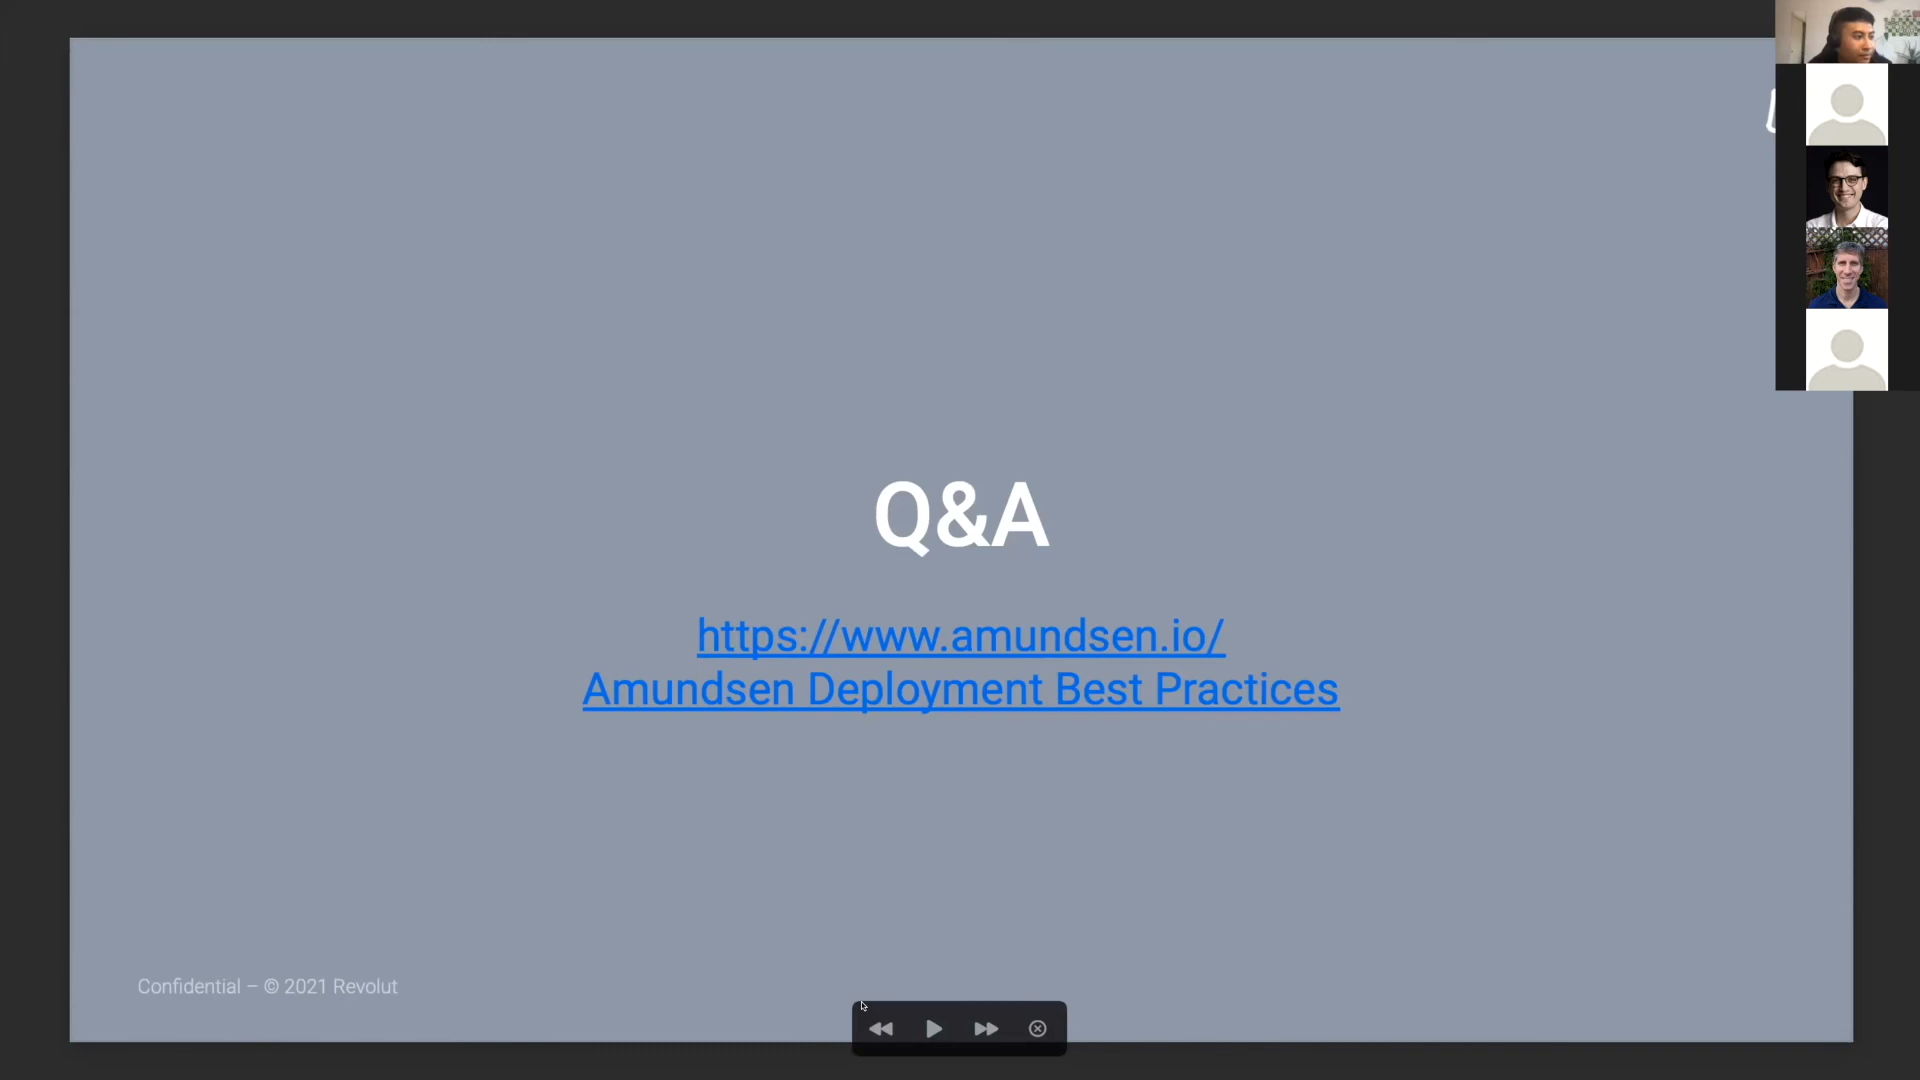 Q&A
https://www.amundsen.io/
Amundsen Deployment Best Practices
Confidential – © 2021 Revolut